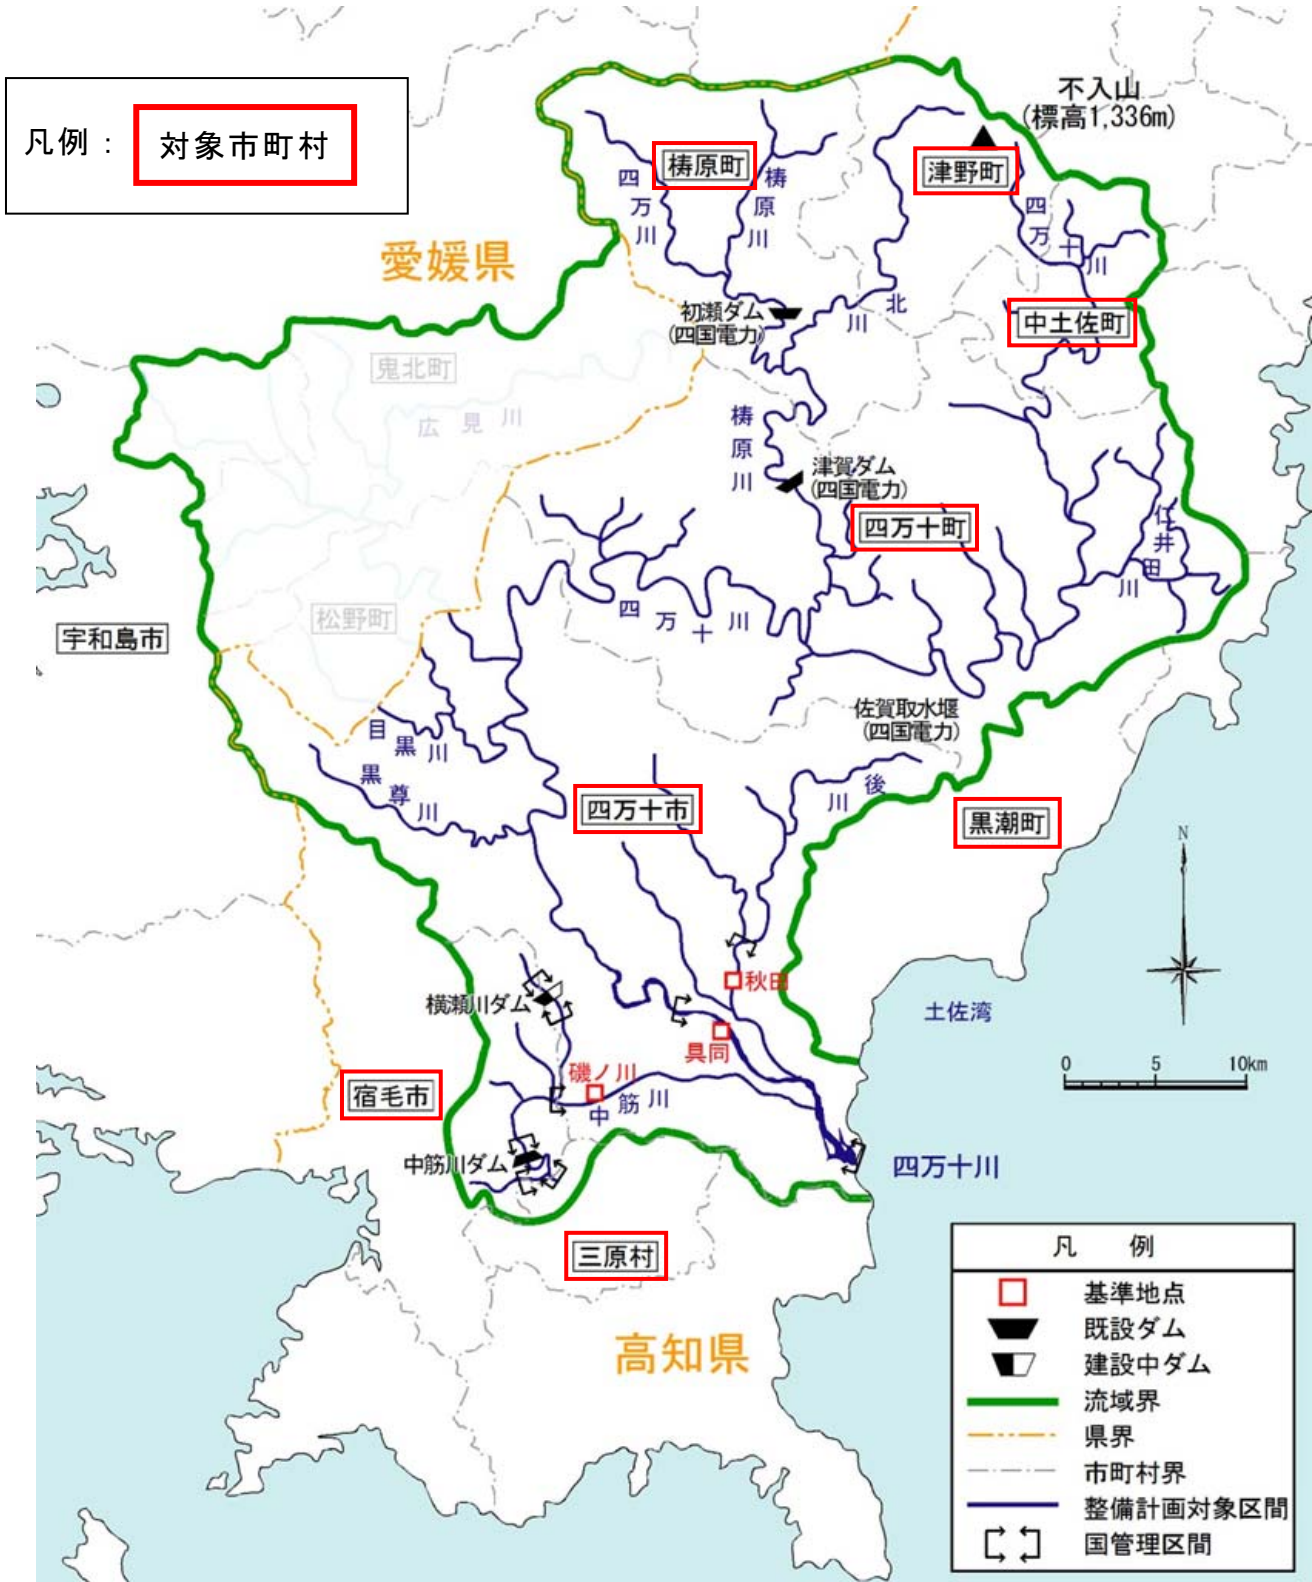 凡例：
対象市町村
不入山
(標高1,336m)
梼原町
津野町
四万川
梼原川
四万十川
愛媛県
北川
初瀬ダム
(四国電力)
中土佐町
鬼北町
広見川
梼原川
津賀ダム
(四国電力)
四万十町
仁井田川
四万十川
松野町
宇和島市
佐賀取水堰
(四国電力)
目黒川
黒尊川
後川
四万十市
黒潮町
N
秋田
横瀬川ダム
土佐湾
具同
0 5 10km
磯ノ川
宿毛市
中筋川
中筋川ダム
四万十川
三原村
高知県
凡 例
基準地点
既設ダム
建設中ダム
流域界
県界
市町村界
整備計画対象区間
国管理区間